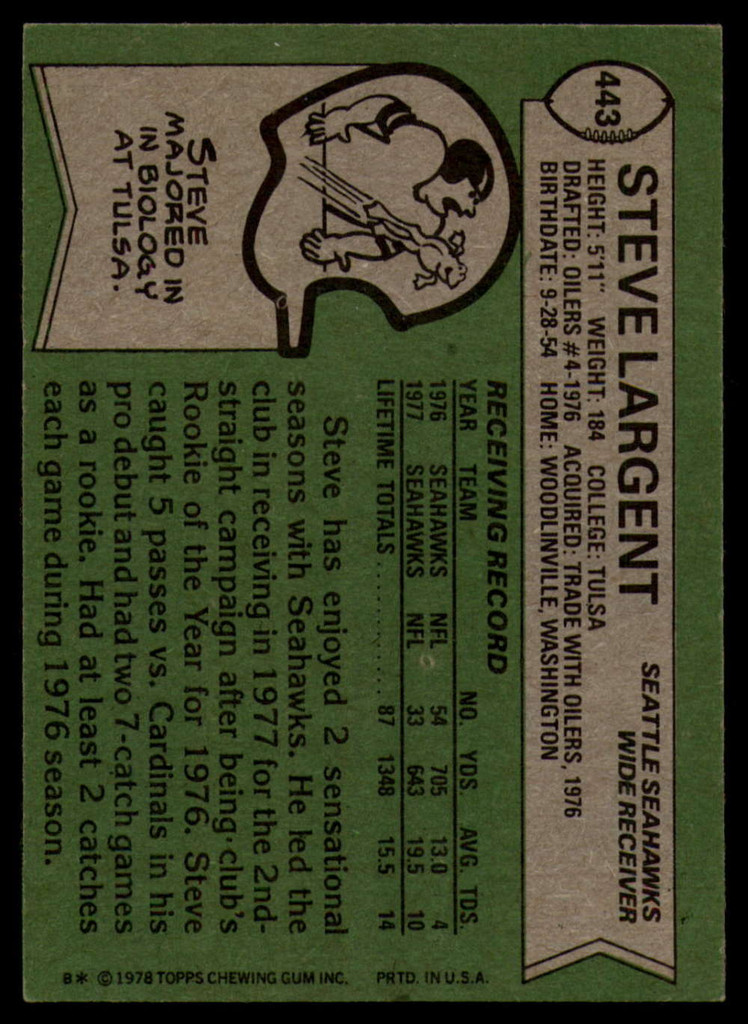 443
STEVE LARGENT
SEATTLE SEAHAWKS
WIDE RECEIVER
HEIGHT: 5'11" WEIGHT: 184 COLLEGE: TULSA
DRAFTED: OILERS #4-1976 ACQUIRED: TRADE WITH OILERS, 1976
BIRTHDATE: 9-28-54 HOME: WOODLINVILLE, WASHINGTON
STEVE
MAJORED IN
IN BIOLOGY
AT TULSA.
RECEIVING RECORD
YEAR TEAM NO. YDS. AVG. TDS.
1976 SEAHAWKS NFL 54 705 13.0 4
1977 SEAHAWKS NFL 33 643 19.5 10
LIFETIME TOTALS ............... 87 1348 15.5 14
Steve has enjoyed 2 sensational
seasons with Seahawks. He led the
club in receiving in 1977 for the 2nd-
straight campaign after being club's
Rookie of the Year for 1976. Steve
caught 5 passes vs. Cardinals in his
pro debut and had two 7-catch games
as a rookie. Had at least 2 catches
each game during 1976 season.
B* © 1978 TOPPS CHEWING GUM INC. PRTD. IN U.S.A.